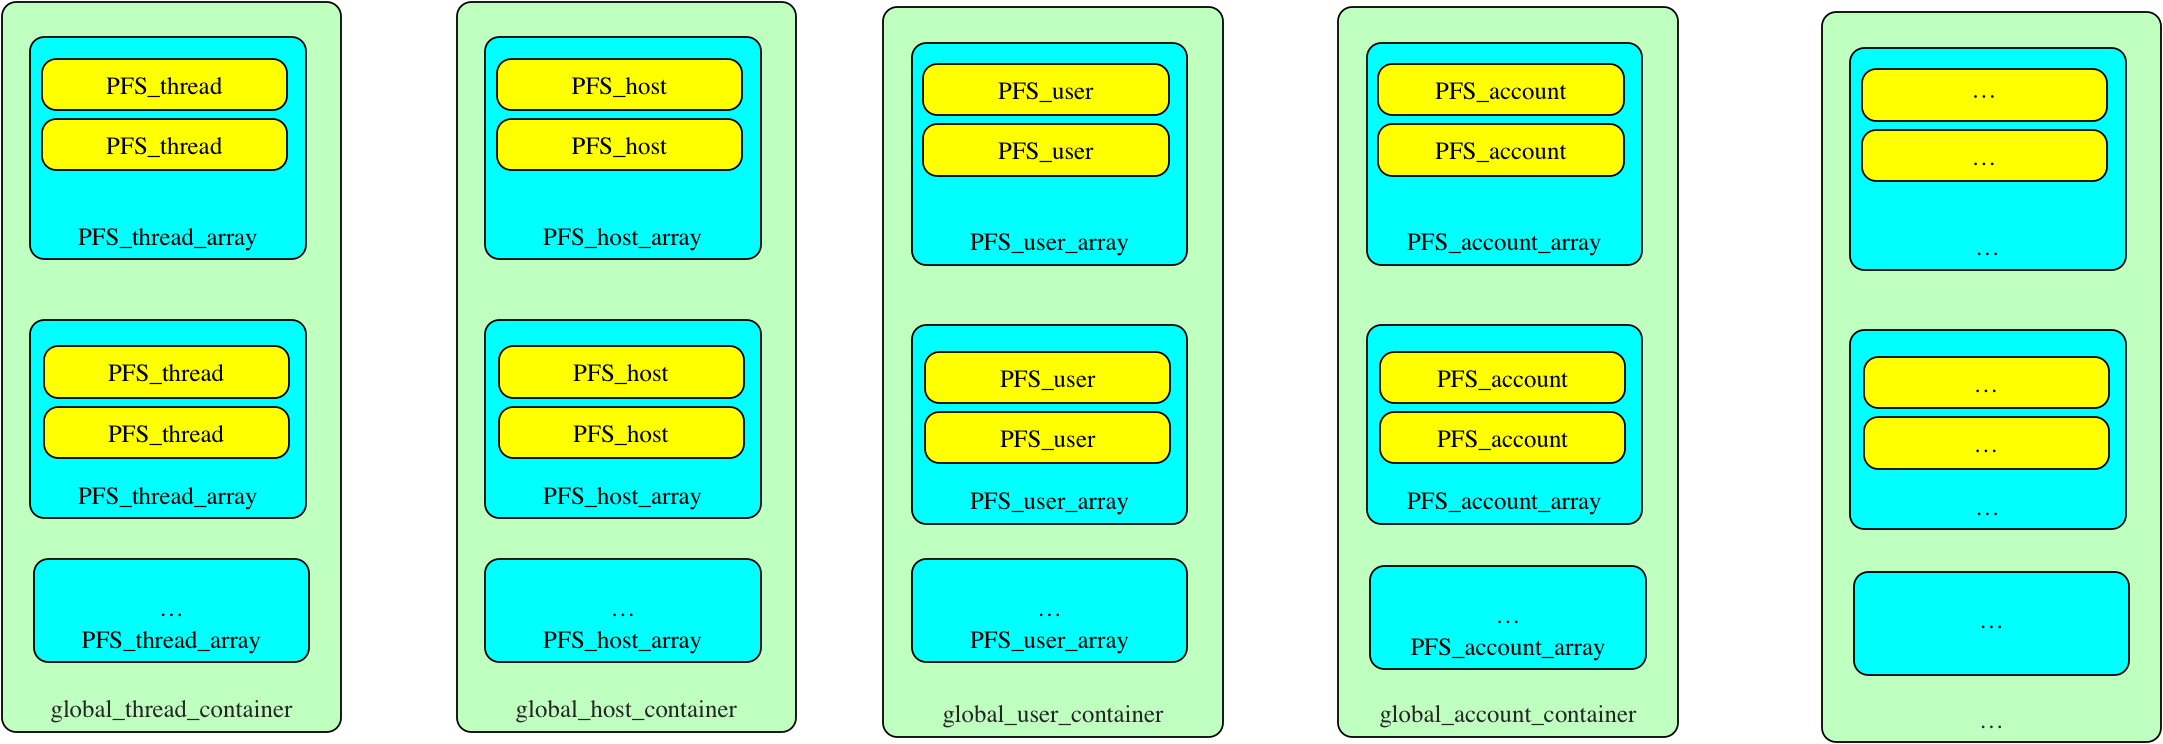 PFS_thread
PFS_thread
PFS_thread_array
PFS_thread
PFS_thread
PFS_thread_array
...
PFS_thread_array
global_thread_container
PFS_host
PFS_host
PFS_host_array
PFS_host
PFS_host
PFS_host_array
...
PFS_host_array
global_host_container
PFS_user
PFS_user
PFS_user_array
PFS_user
PFS_user
PFS_user_array
...
PFS_user_array
global_user_container
PFS_account
PFS_account
PFS_account_array
PFS_account
PFS_account
PFS_account_array
...
PFS_account_array
global_account_container
...
...
...
...
...
...
...
...